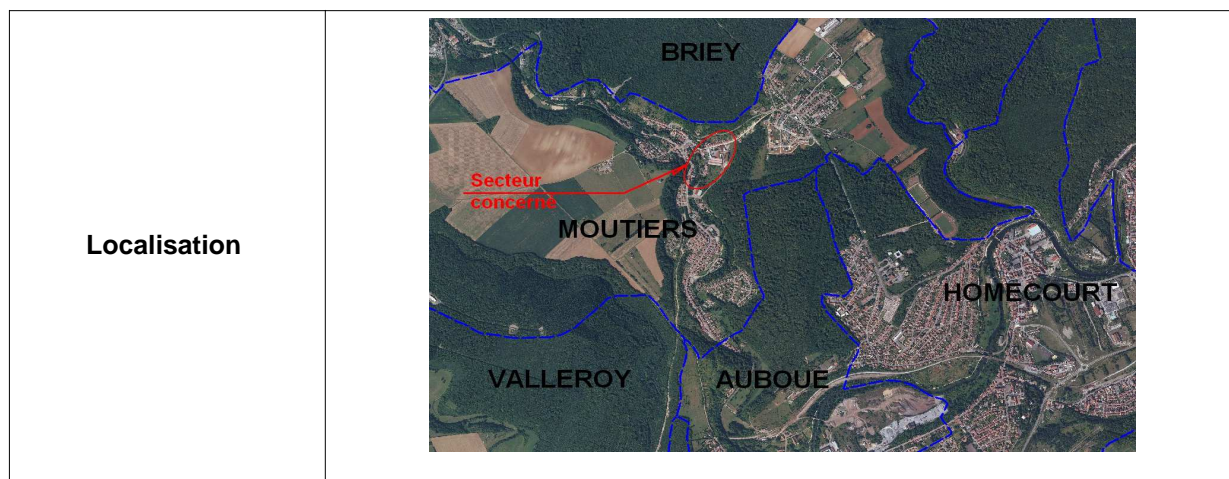 Localisation
BRIEY
Secteur
concerné
MOUTIERS
HOMECOURT
VALLEROY
AUBOUE